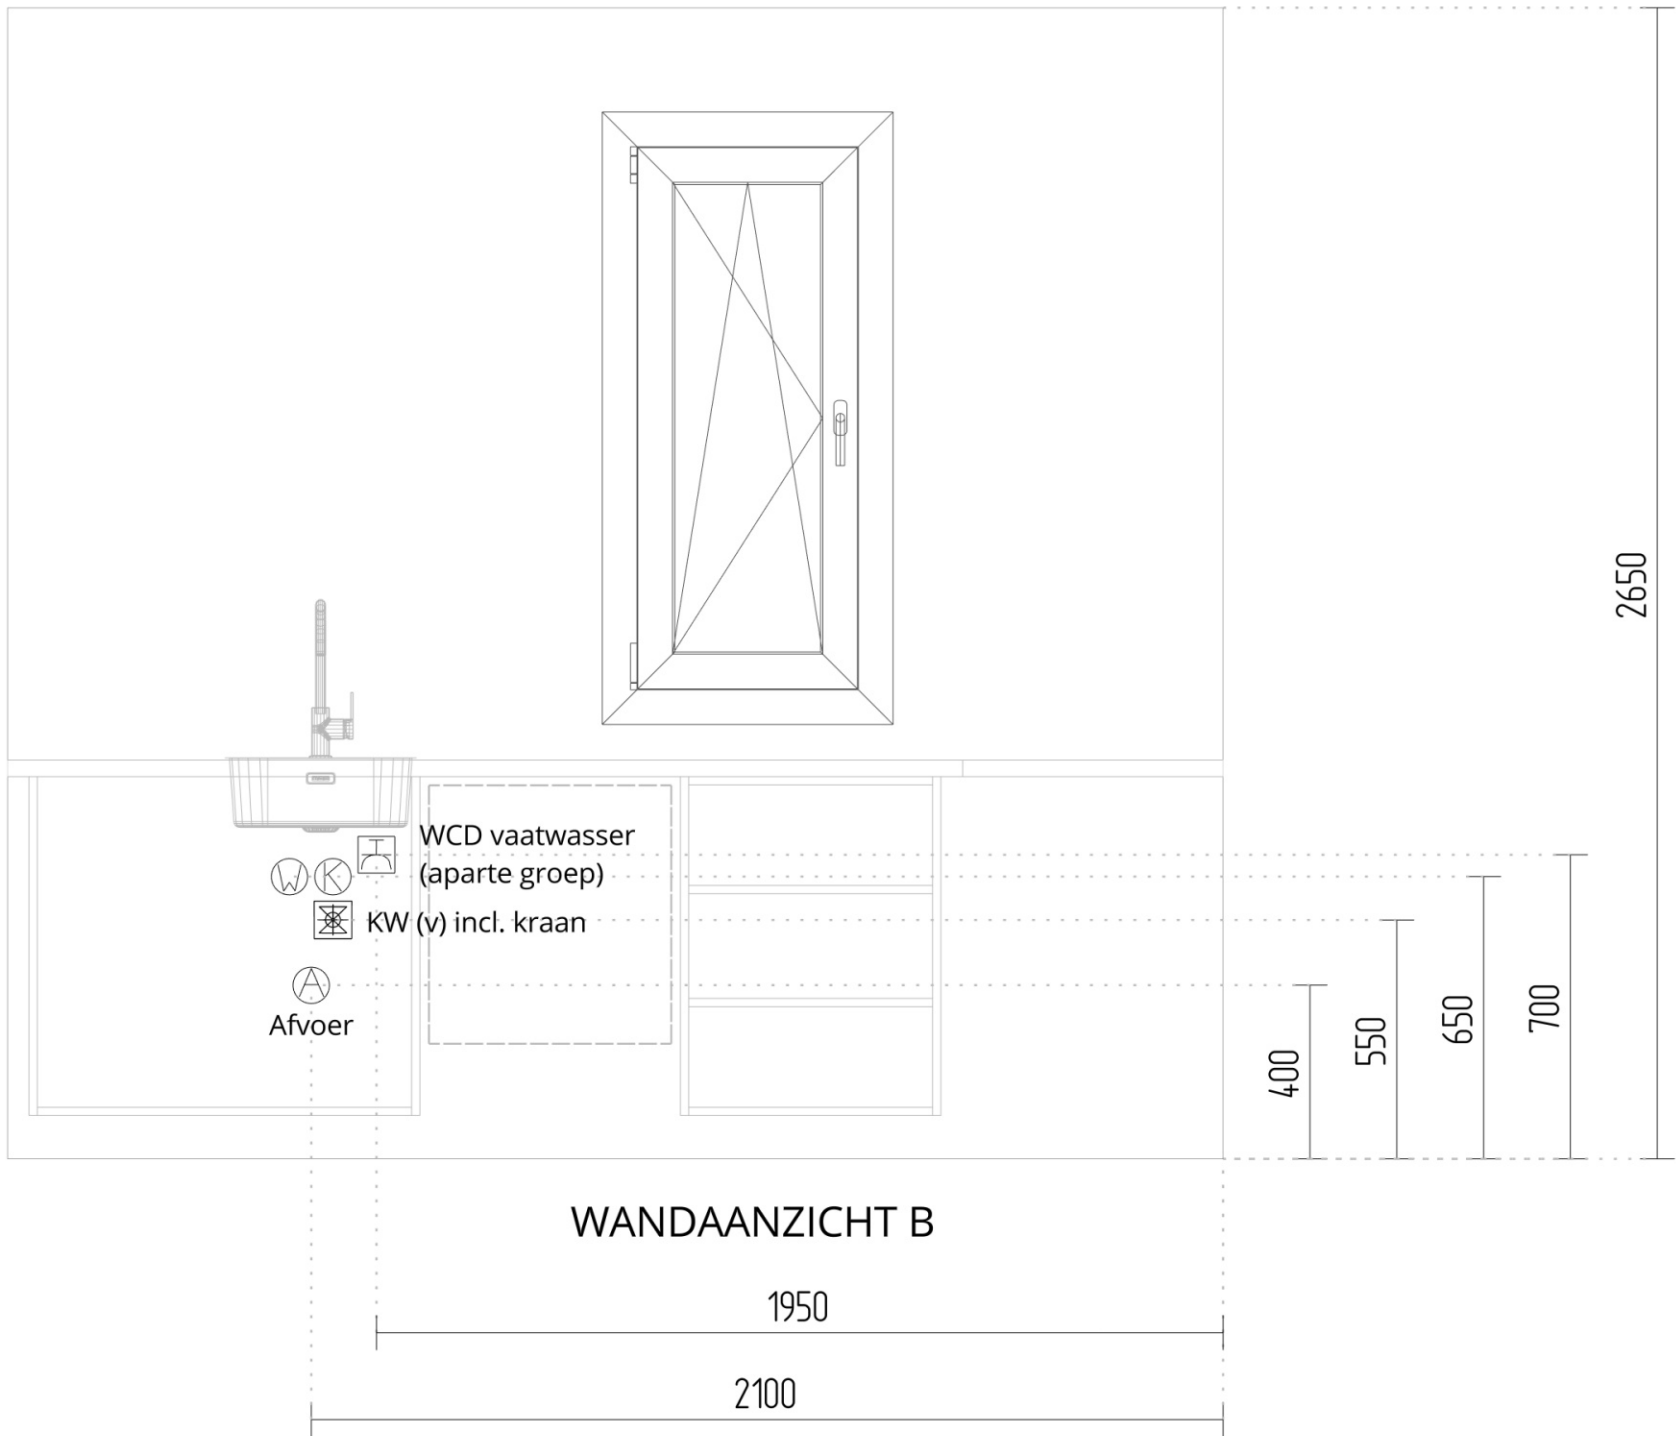 2650
WCD vaatwasser
(aparte groep)
W K
KW (v) incl. kraan
A
Afvoer
400
550
650
700
WANDAANZICHT B
1950
2100